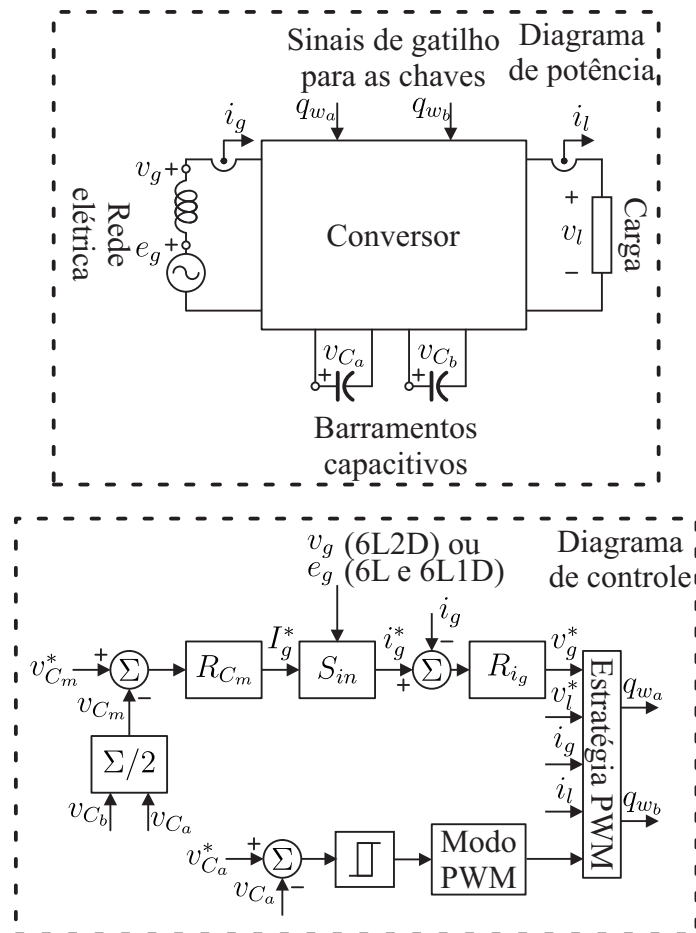 Sinais de gatilho
para as chaves
Diagrama
de potência
q_{w_a}
q_{w_b}
i_g
i_l
v_g
+
Rede
elétrica
e_g
+
Conversor
+
v_l
−
Carga
v_{C_a}
+
v_{C_b}
+
Barramentos
capacitivos
v_g (6L2D) ou
e_g (6L e 6L1D)
Diagrama
de controle
i_g
v^*_{C_m}
+
Σ
−
R_{C_m}
I^*_g
S_{in}
i^*_g
+
Σ
−
R_{i_g}
v^*_g
v^*_l
i_g
i_l
Estratégia PWM
q_{w_a}
q_{w_b}
v_{C_m}
Σ/2
v_{C_b}
v_{C_a}
v^*_{C_a}
+
Σ
−
v_{C_a}
Modo
PWM